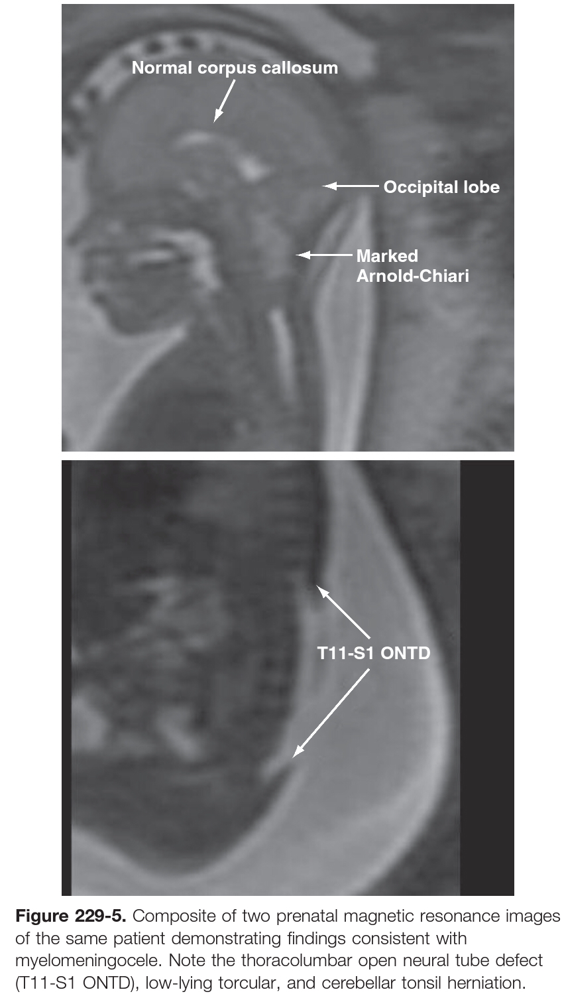 Normal corpus callosum
Occipital lobe
Marked
Arnold-Chiari
T11-S1 ONTD
Figure 229-5. Composite of two prenatal magnetic resonance images
of the same patient demonstrating findings consistent with
myelomeningocele. Note the thoracolumbar open neural tube defect
(T11-S1 ONTD), low-lying torcular, and cerebellar tonsil herniation.